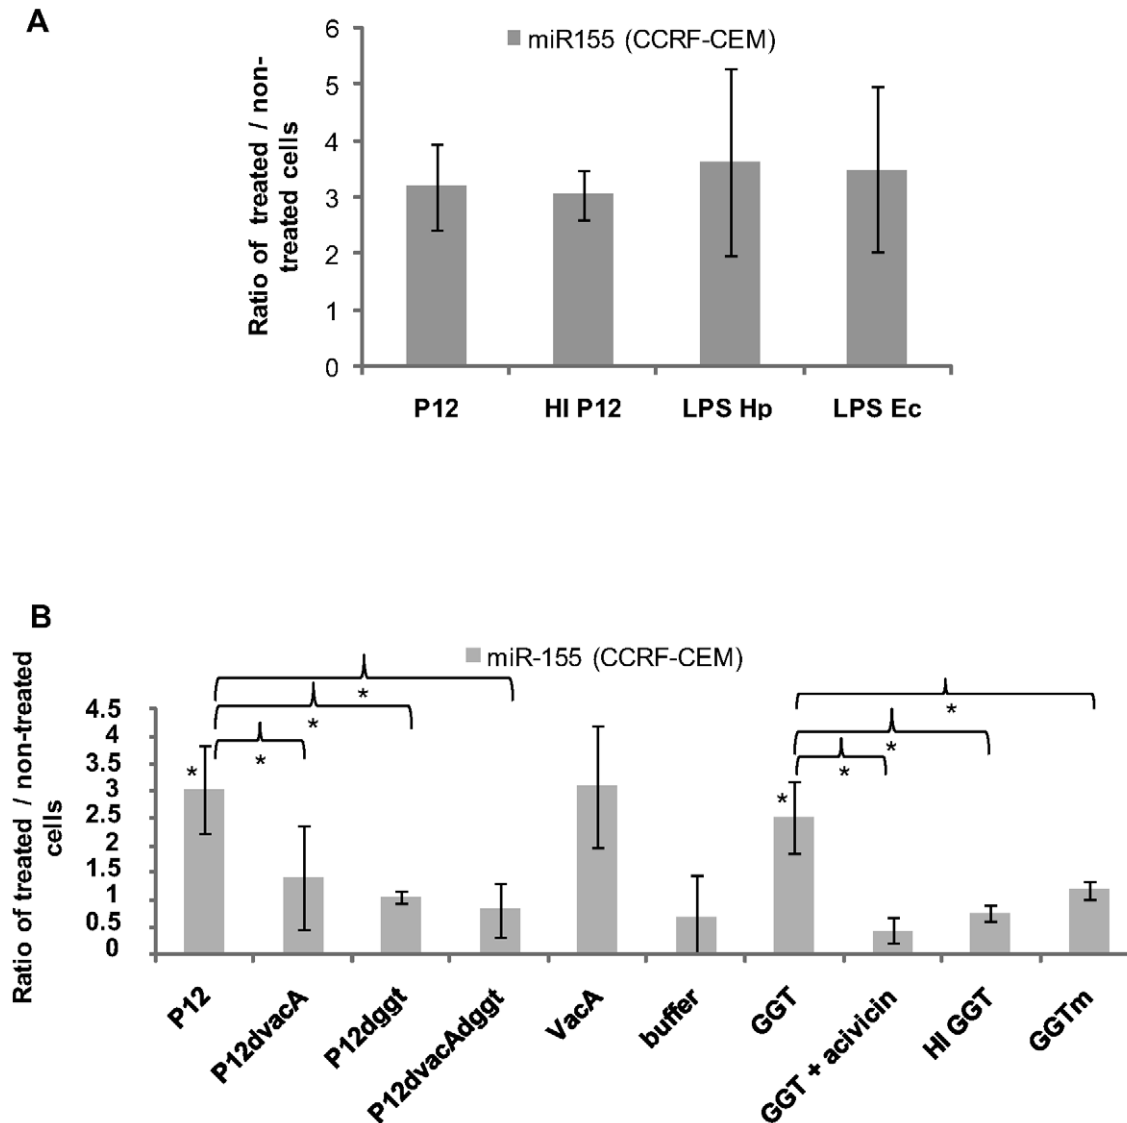 A
miR155 (CCRF-CEM)
Ratio of treated / non-
treated cells
6
5
4
3
2
1
0
P12 HI P12 LPS Hp LPS Ec
B
miR-155 (CCRF-CEM)
Ratio of treated / non-treated
cells
4.5
4
3.5
3
2.5
2
1.5
1
0.5
0
*
*
*
*
*
*
*
*
P12 P12dvacA P12dggt P12dvacAdggt VacA buffer GGT GGT + acivicin HI GGT GGTm